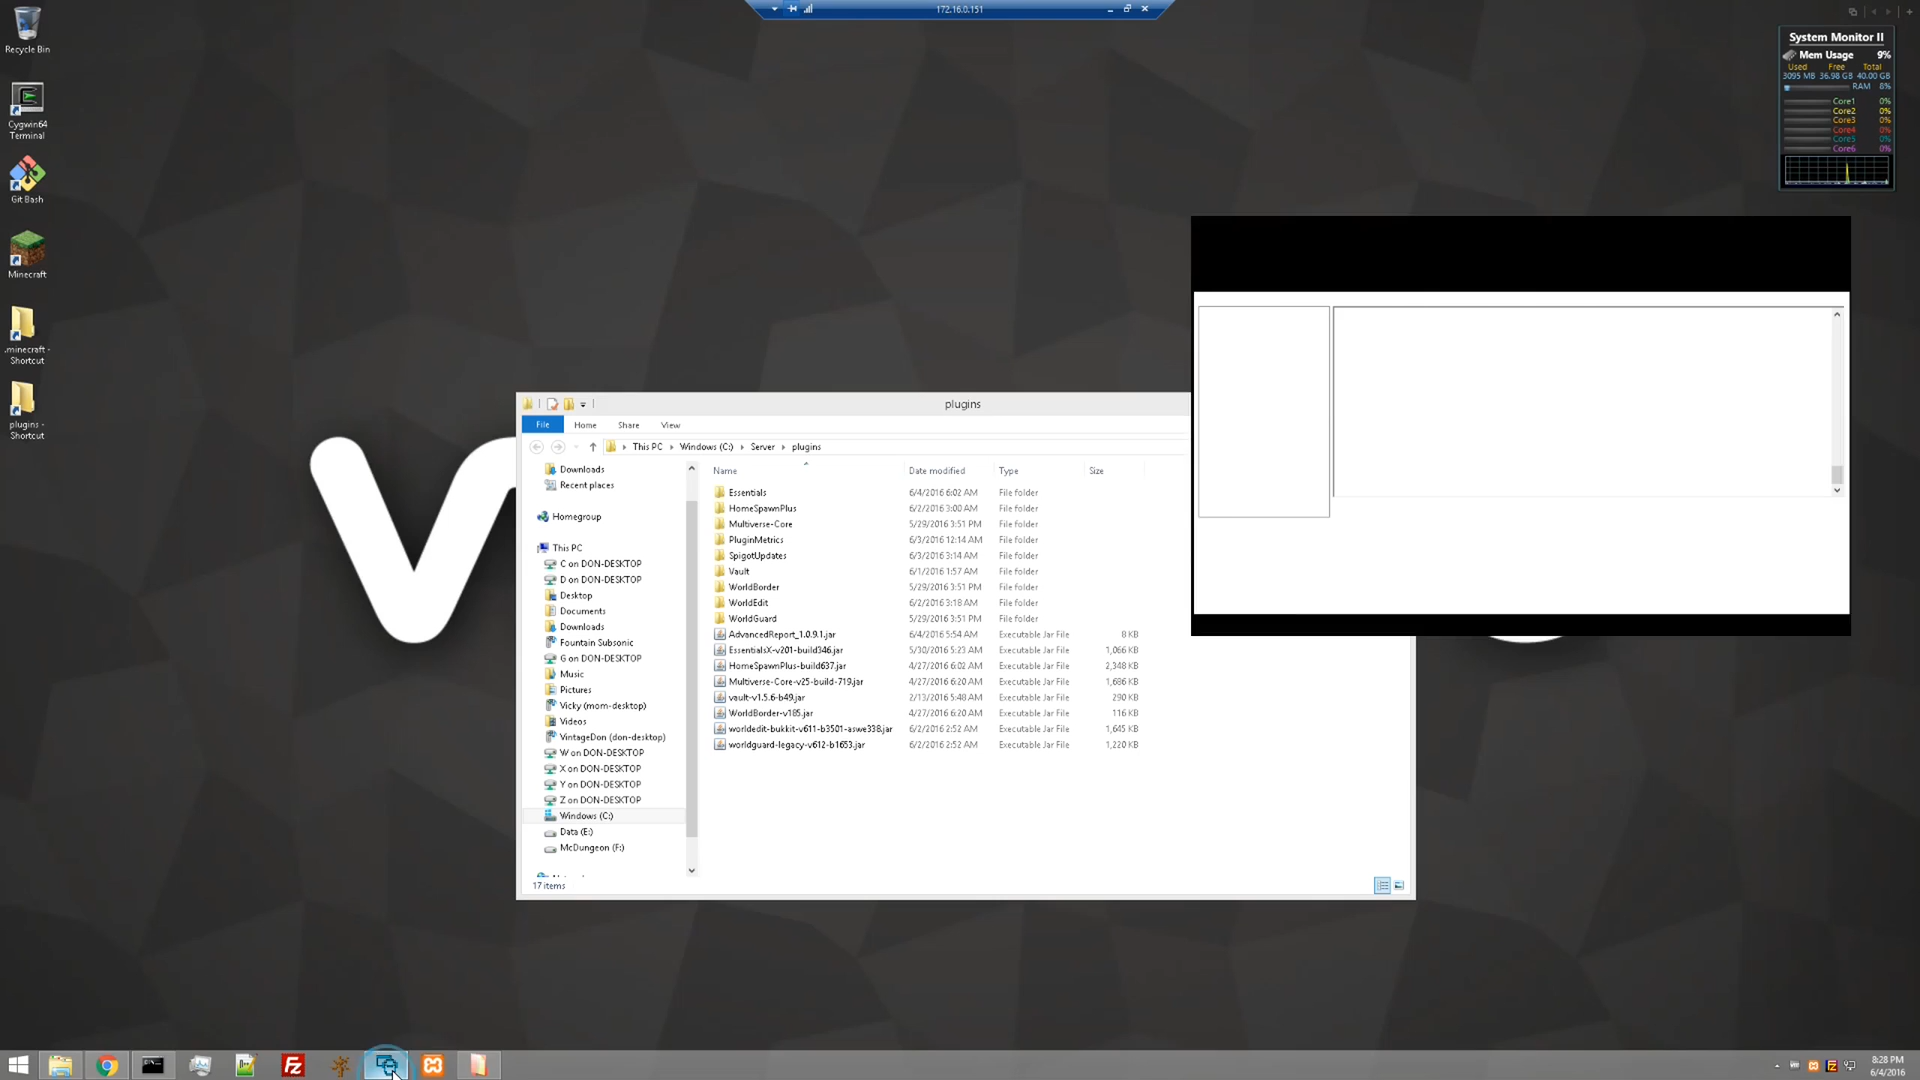 172.16.0.151
Recycle Bin
Cygwin64
Terminal
Git Bash
Minecraft
.minecraft -
Shortcut
plugins -
Shortcut
System Monitor II
Mem Usage 9%
Used Free Total
3095 MB 36.98 GB 40.00 GB
RAM 8%
Core1 0%
Core2 0%
Core3 0%
Core4 0%
Core5 0%
Core6 0%
plugins
File Home Share View
This PC Windows (C:) Server plugins
Name Date modified Type Size
Downloads
Recent places
Homegroup
This PC
C on DON-DESKTOP
D on DON-DESKTOP
Desktop
Documents
Downloads
Fountain Subsonic
G on DON-DESKTOP
Music
Pictures
Vicky (mom-desktop)
Videos
VintageDon (don-desktop)
W on DON-DESKTOP
X on DON-DESKTOP
Y on DON-DESKTOP
Z on DON-DESKTOP
Windows (C:)
Data (E:)
McDungeon (F:)
Essentials 6/4/2016 6:02 AM File folder
HomeSpawnPlus 6/2/2016 3:00 AM File folder
Multiverse-Core 5/29/2016 3:51 PM File folder
PluginMetrics 6/3/2016 12:14 AM File folder
SpigotUpdates 6/3/2016 3:14 AM File folder
Vault 6/1/2016 1:57 AM File folder
WorldBorder 5/29/2016 3:51 PM File folder
WorldEdit 6/2/2016 3:18 AM File folder
WorldGuard 5/29/2016 3:51 PM File folder
AdvancedReport_1.0.9.1.jar 6/4/2016 5:54 AM Executable Jar File 8 KB
EssentialsX-v201-build346.jar 5/30/2016 5:23 AM Executable Jar File 1,066 KB
HomeSpawnPlus-build637.jar 4/27/2016 6:02 AM Executable Jar File 2,348 KB
Multiverse-Core-v25-build-719.jar 4/27/2016 6:20 AM Executable Jar File 1,686 KB
vault-v1.5.6-b49.jar 2/13/2016 5:48 AM Executable Jar File 290 KB
WorldBorder-v185.jar 4/27/2016 6:20 AM Executable Jar File 116 KB
worldedit-bukkit-v611-b3501-aswe338.jar 6/2/2016 2:52 AM Executable Jar File 1,645 KB
worldguard-legacy-v612-b1653.jar 6/2/2016 2:52 AM Executable Jar File 1,220 KB
17 items
8:28 PM
6/4/2016